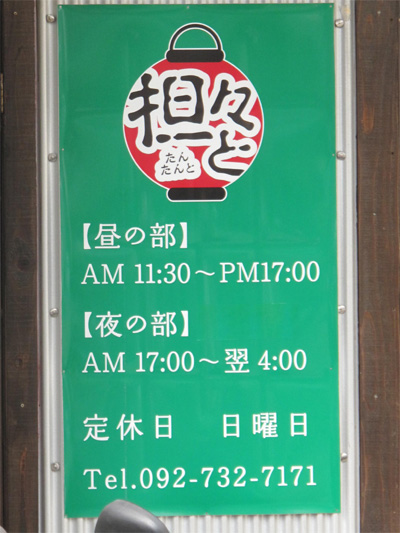 担々と
たん
たんと
【昼の部】
AM 11:30～PM17:00
【夜の部】
AM 17:00～翌 4:00
定休日　日曜日
Tel.092-732-7171